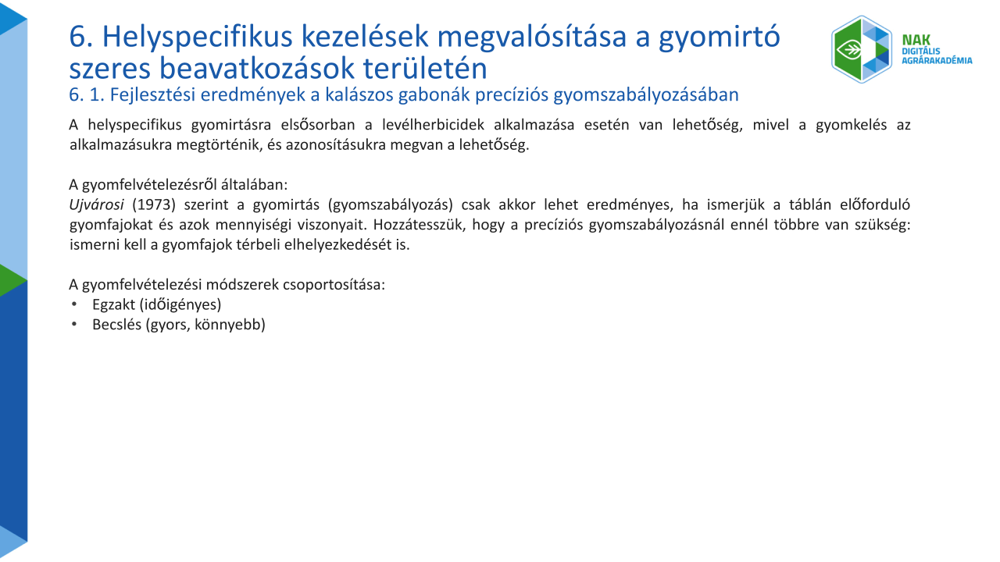 6. Helyspecifikus kezelések megvalósítása a gyomirtó
szeres beavatkozások területén
6. 1. Fejlesztési eredmények a kalászos gabonák precíziós gyomszabályozásában
NAK
DIGITÁLIS
AGRÁRAKADÉMIA
A helyspecifikus gyomirtásra elsősorban a levélherbicidek alkalmazása esetén van lehetőség, mivel a gyomkelés az
alkalmazásukra megtörténik, és azonosításukra megvan a lehetőség.
A gyomfelvételezésről általában:
Ujvárosi (1973) szerint a gyomirtás (gyomszabályozás) csak akkor lehet eredményes, ha ismerjük a táblán előforduló
gyomfajokat és azok mennyiségi viszonyait. Hozzátesszük, hogy a precíziós gyomszabályozásnál ennél többre van szükség:
ismerni kell a gyomfajok térbeli elhelyezkedését is.
A gyomfelvételezési módszerek csoportosítása:
• Egzakt (időigényes)
• Becslés (gyors, könnyebb)